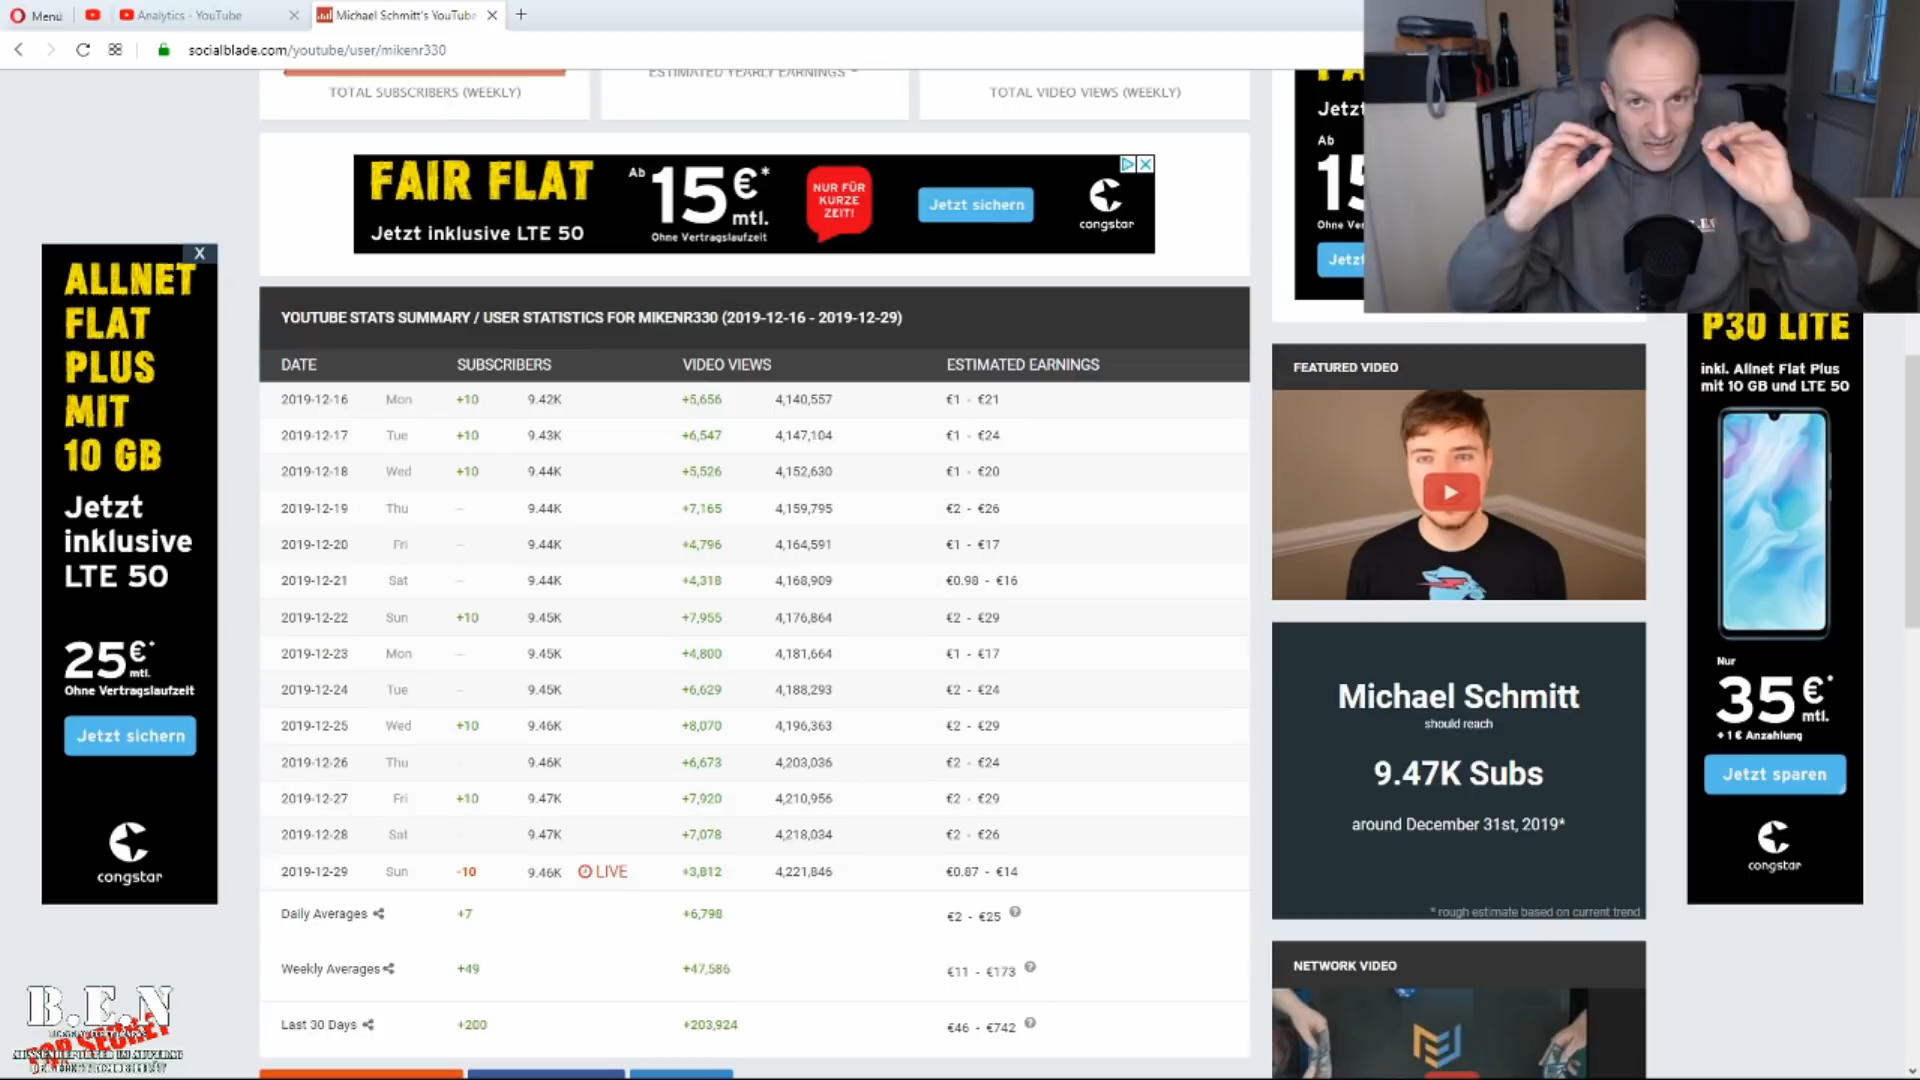 Menü
Analytics - YouTube
Michael Schmitt's YouTube
socialblade.com/youtube/user/mikenr330
TOTAL SUBSCRIBERS (WEEKLY)
ESTIMATED YEARLY EARNINGS
TOTAL VIDEO VIEWS (WEEKLY)
FAIR FLAT
Jetzt inklusive LTE 50
Ab 15 €* mtl.
Ohne Vertragslaufzeit
NUR FÜR
KURZE
ZEIT!
Jetzt sichern
congstar
Jetzt
Ab
15
Ohne Ver
Jetzt
X
ALLNET
FLAT
PLUS
MIT
10 GB
Jetzt
inklusive
LTE 50
25 €* mtl.
Ohne Vertragslaufzeit
Jetzt sichern
congstar
YOUTUBE STATS SUMMARY / USER STATISTICS FOR MIKENR330 (2019-12-16 - 2019-12-29)
DATE SUBSCRIBERS VIDEO VIEWS ESTIMATED EARNINGS
2019-12-16 Mon +10 9.42K +5,656 4,140,557 €1 - €21
2019-12-17 Tue +10 9.43K +6,547 4,147,104 €1 - €24
2019-12-18 Wed +10 9.44K +5,526 4,152,630 €1 - €20
2019-12-19 Thu -- 9.44K +7,165 4,159,795 €2 - €26
2019-12-20 Fri -- 9.44K +4,796 4,164,591 €1 - €17
2019-12-21 Sat -- 9.44K +4,318 4,168,909 €0.98 - €16
2019-12-22 Sun +10 9.45K +7,955 4,176,864 €2 - €29
2019-12-23 Mon -- 9.45K +4,800 4,181,664 €1 - €17
2019-12-24 Tue -- 9.45K +6,629 4,188,293 €2 - €24
2019-12-25 Wed +10 9.46K +8,070 4,196,363 €2 - €29
2019-12-26 Thu -- 9.46K +6,673 4,203,036 €2 - €24
2019-12-27 Fri +10 9.47K +7,920 4,210,956 €2 - €29
2019-12-28 Sat -- 9.47K +7,078 4,218,034 €2 - €26
2019-12-29 Sun -10 9.46K LIVE +3,812 4,221,846 €0.87 - €14
Daily Averages +7 +6,798 €2 - €25
Weekly Averages +49 +47,586 €11 - €173
Last 30 Days +200 +203,924 €46 - €742
FEATURED VIDEO
Michael Schmitt
should reach
9.47K Subs
around December 31st, 2019*
* rough estimate based on current trend
NETWORK VIDEO
P30 LITE
inkl. Allnet Flat Plus
mit 10 GB und LTE 50
Nur
35 €* mtl.
+ 1 € Anzahlung
Jetzt sparen
congstar
B.E.N
TOP SECRET
AUSSENREPORTER IM AUFTRAG